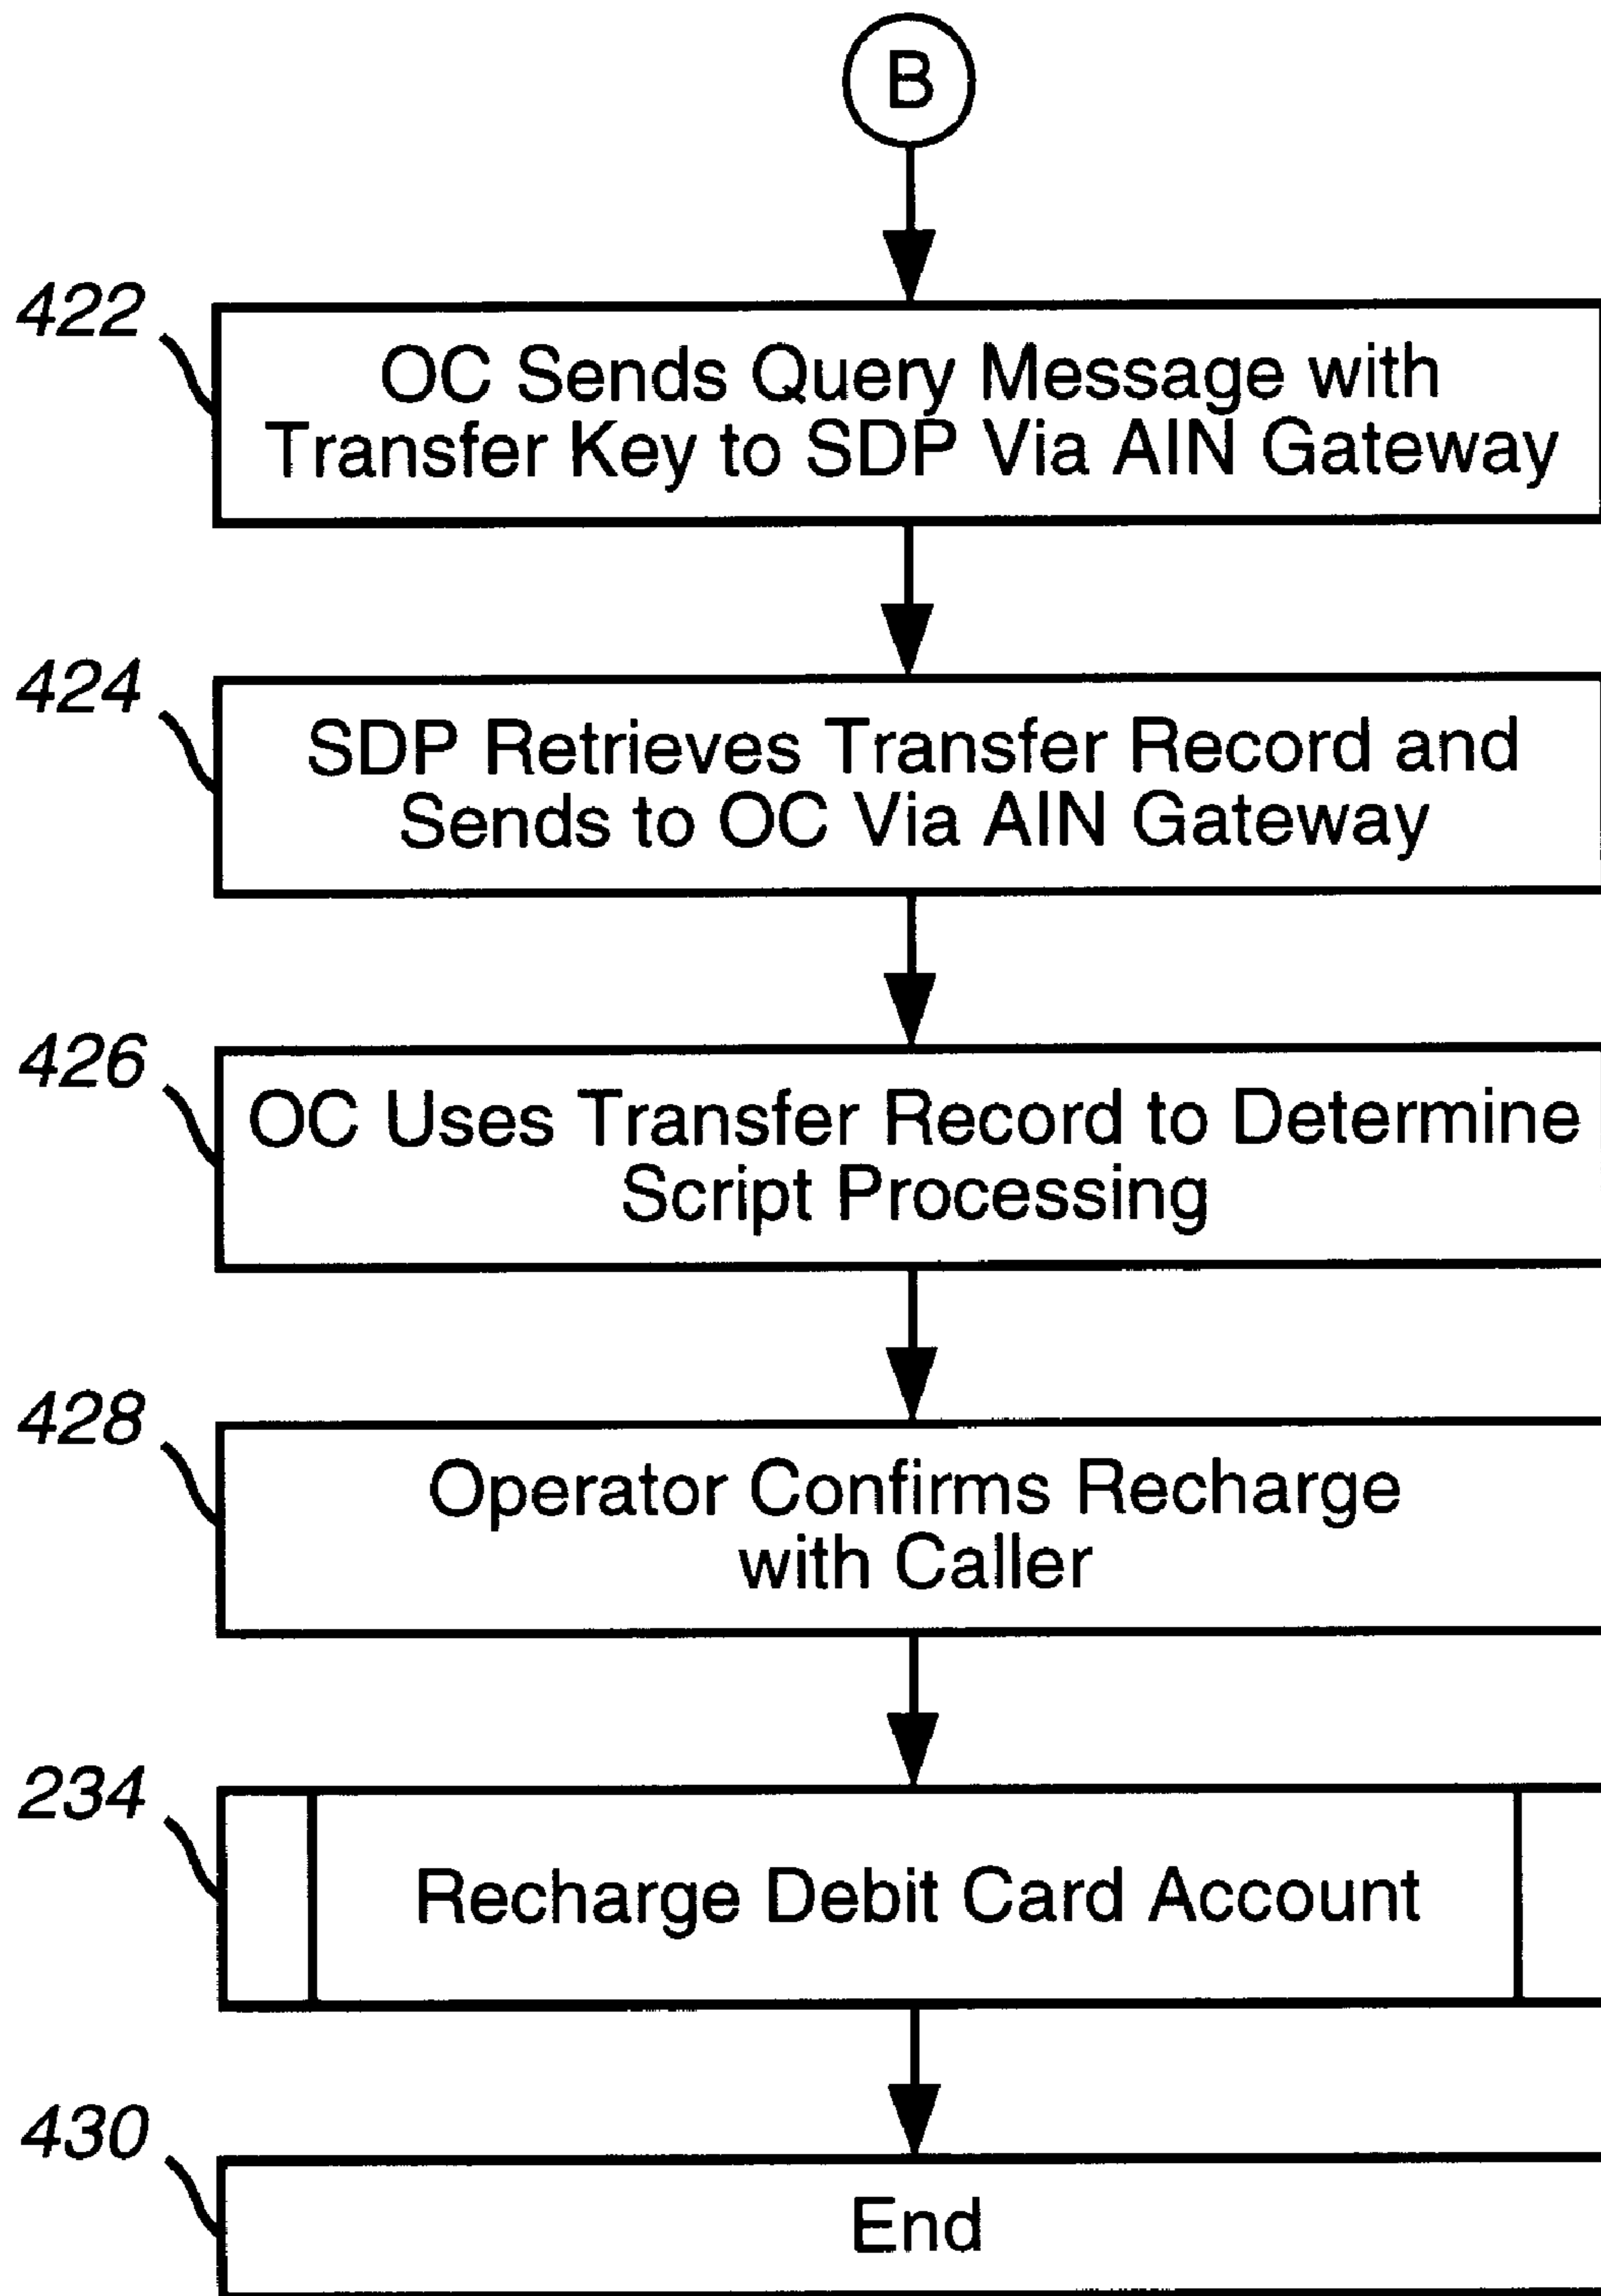 B
422
OC Sends Query Message with
Transfer Key to SDP Via AIN Gateway
424
SDP Retrieves Transfer Record and
Sends to OC Via AIN Gateway
426
OC Uses Transfer Record to Determine
Script Processing
428
Operator Confirms Recharge
with Caller
234
Recharge Debit Card Account
430
End